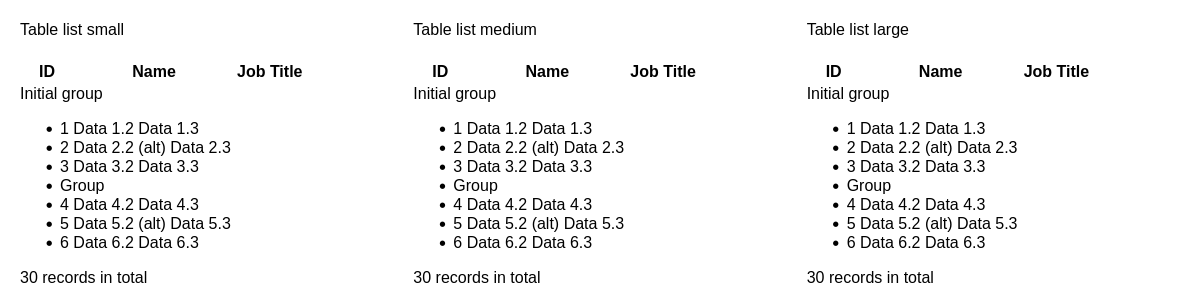 Table list small
ID Name Job Title
Initial group
• 1 Data 1.2 Data 1.3
• 2 Data 2.2 (alt) Data 2.3
• 3 Data 3.2 Data 3.3
• Group
• 4 Data 4.2 Data 4.3
• 5 Data 5.2 (alt) Data 5.3
• 6 Data 6.2 Data 6.3
30 records in total
Table list medium
ID Name Job Title
Initial group
• 1 Data 1.2 Data 1.3
• 2 Data 2.2 (alt) Data 2.3
• 3 Data 3.2 Data 3.3
• Group
• 4 Data 4.2 Data 4.3
• 5 Data 5.2 (alt) Data 5.3
• 6 Data 6.2 Data 6.3
30 records in total
Table list large
ID Name Job Title
Initial group
• 1 Data 1.2 Data 1.3
• 2 Data 2.2 (alt) Data 2.3
• 3 Data 3.2 Data 3.3
• Group
• 4 Data 4.2 Data 4.3
• 5 Data 5.2 (alt) Data 5.3
• 6 Data 6.2 Data 6.3
30 records in total